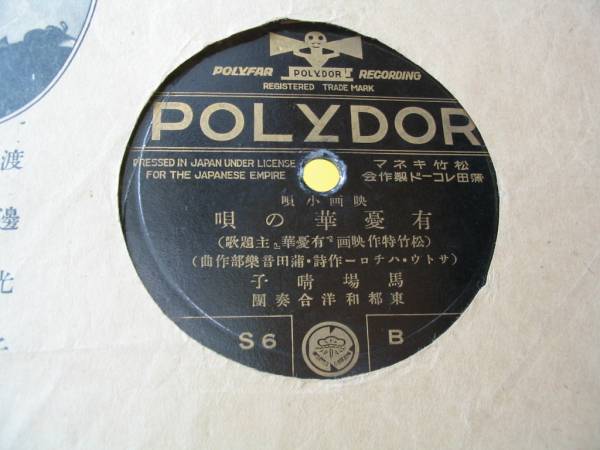 POLYFAR POLYDOR RECORDING
REGISTERED TRADE MARK
POLYDOR
PRESSED IN JAPAN UNDER LICENSE
FOR THE JAPANESE EMPIRE
松竹キネマ
蒲田レコード製作会
映画小唄
有憂華の唄
(松竹特作映画“有憂華”主題歌)
(サトウ・ハチロー作詩・蒲田音樂部作曲)
馬場晴子
東都和洋合奏團
S6
B
渡邊光